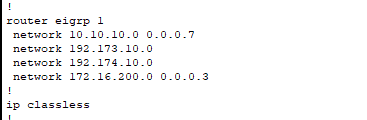 !
router eigrp 1
 network 10.10.10.0 0.0.0.7
 network 192.173.10.0
 network 192.174.10.0
 network 172.16.200.0 0.0.0.3
!
ip classless
!